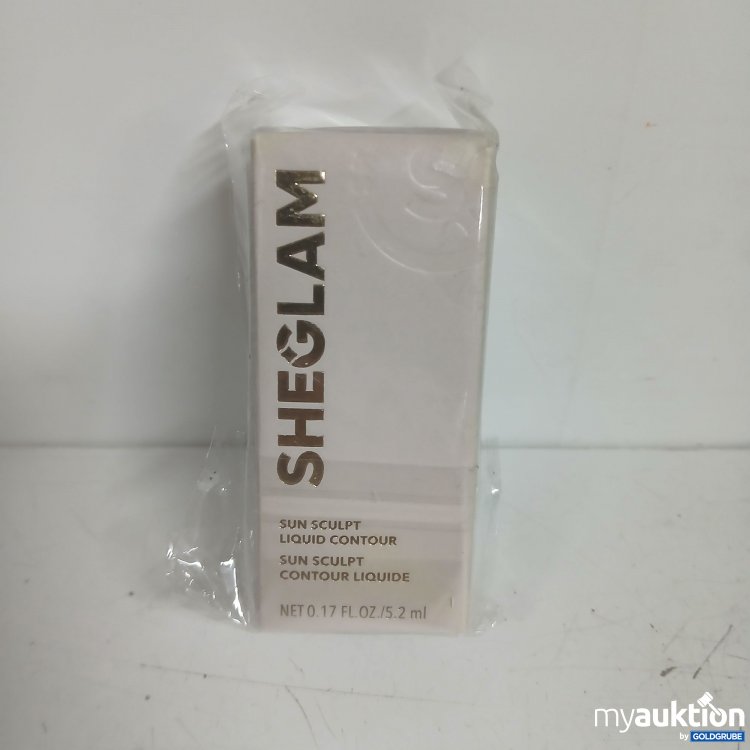 SHEGLAM
SUN SCULPT
LIQUID CONTOUR
SUN SCULPT
CONTOUR LIQUIDE
NET 0.17 FL.OZ./5.2 ml
myauktion
by GOLDGRUBE